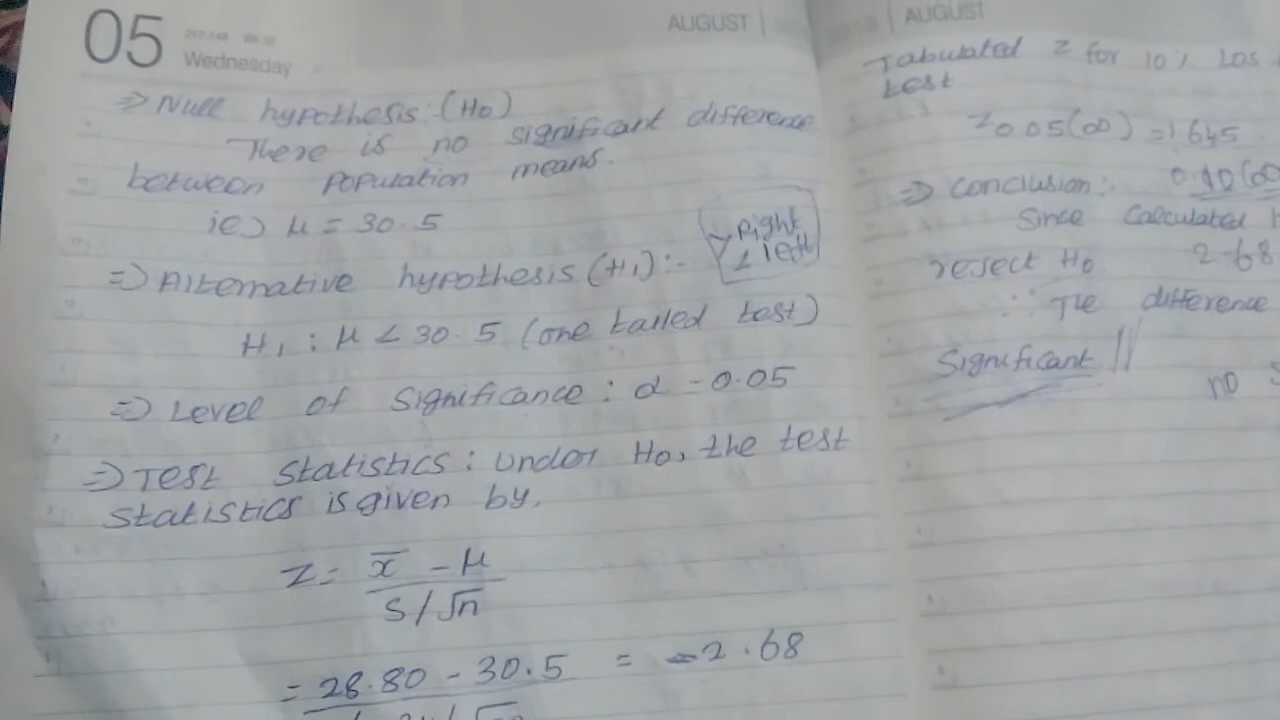 05
Wednesday
AUGUST
=> Null hypothesis: (H0)
There is no significant difference
between population means.
ie) μ = 30.5
=> Alternative hypothesis (H1):-
> Right
< left
H1 : μ < 30.5 (one tailed test)
=> Level of Significance : α = 0.05
=> Test Statistics : Under H0, the test
Statistics is given by,
Z = x̄ - μ
S/√n
= 28.80 - 30.5 = -2.68
AUGUST
Tabulated Z for 10% Los
test
Z0.05(∞) = 1.645
0.10(∞
=> Conclusion:-
Since Calculated
reject H0 2.68
∴ The difference
Significant //
no